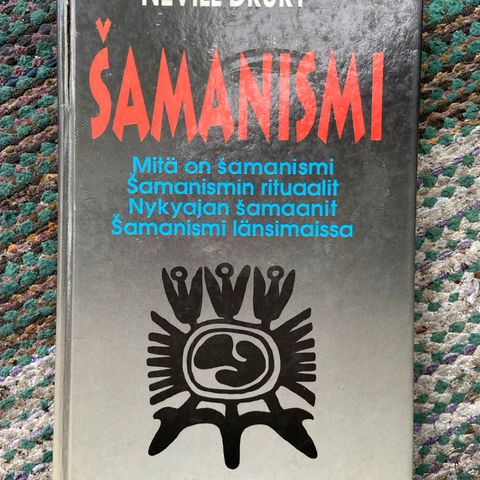 NEVILL DRURY
ŠAMANISMI
Mitä on šamanismi
Šamanismin rituaalit
Nykyajan šamaanit
Šamanismi länsimaissa